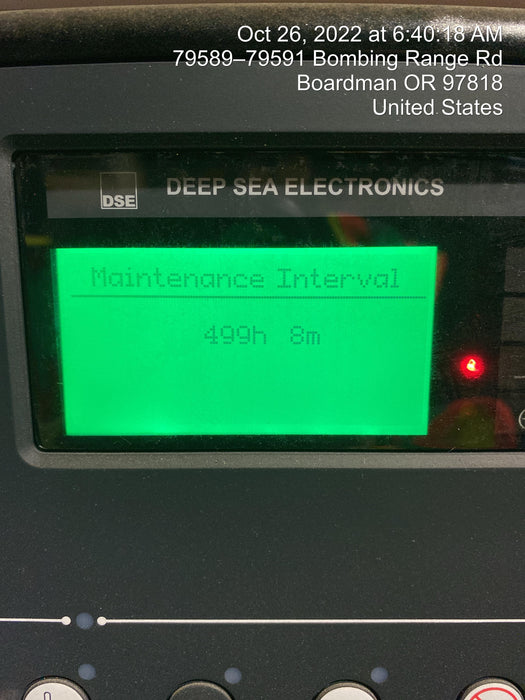 Oct 26, 2022 at 6:40:18 AM
79589–79591 Bombing Range Rd
Boardman OR 97818
United States
DSE
DEEP SEA ELECTRONICS
Maintenance Interval
499h 8m